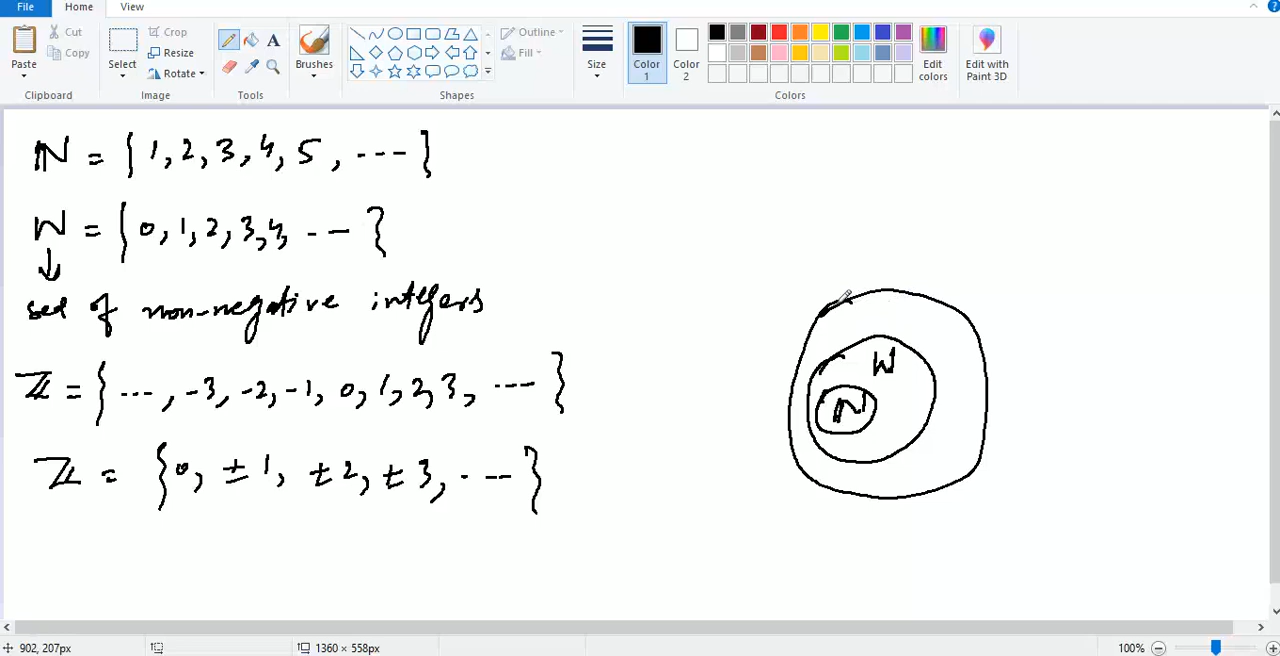 File Home View
Paste Cut Copy Clipboard
Select Crop Resize Rotate Image
A Tools
Brushes
Outline Fill Shapes
Size
Color 1 Color 2 Edit colors Colors
Edit with Paint 3D
ℕ = {1, 2, 3, 4, 5, ---}
W = {0, 1, 2, 3, 4, ---}
↓
set of non-negative integers
ℤ = {..., -3, -2, -1, 0, 1, 2, 3, ---}
ℤ = {0, ±1, ±2, ±3, ---}
W
N
902, 207px 1360 × 558px 100%